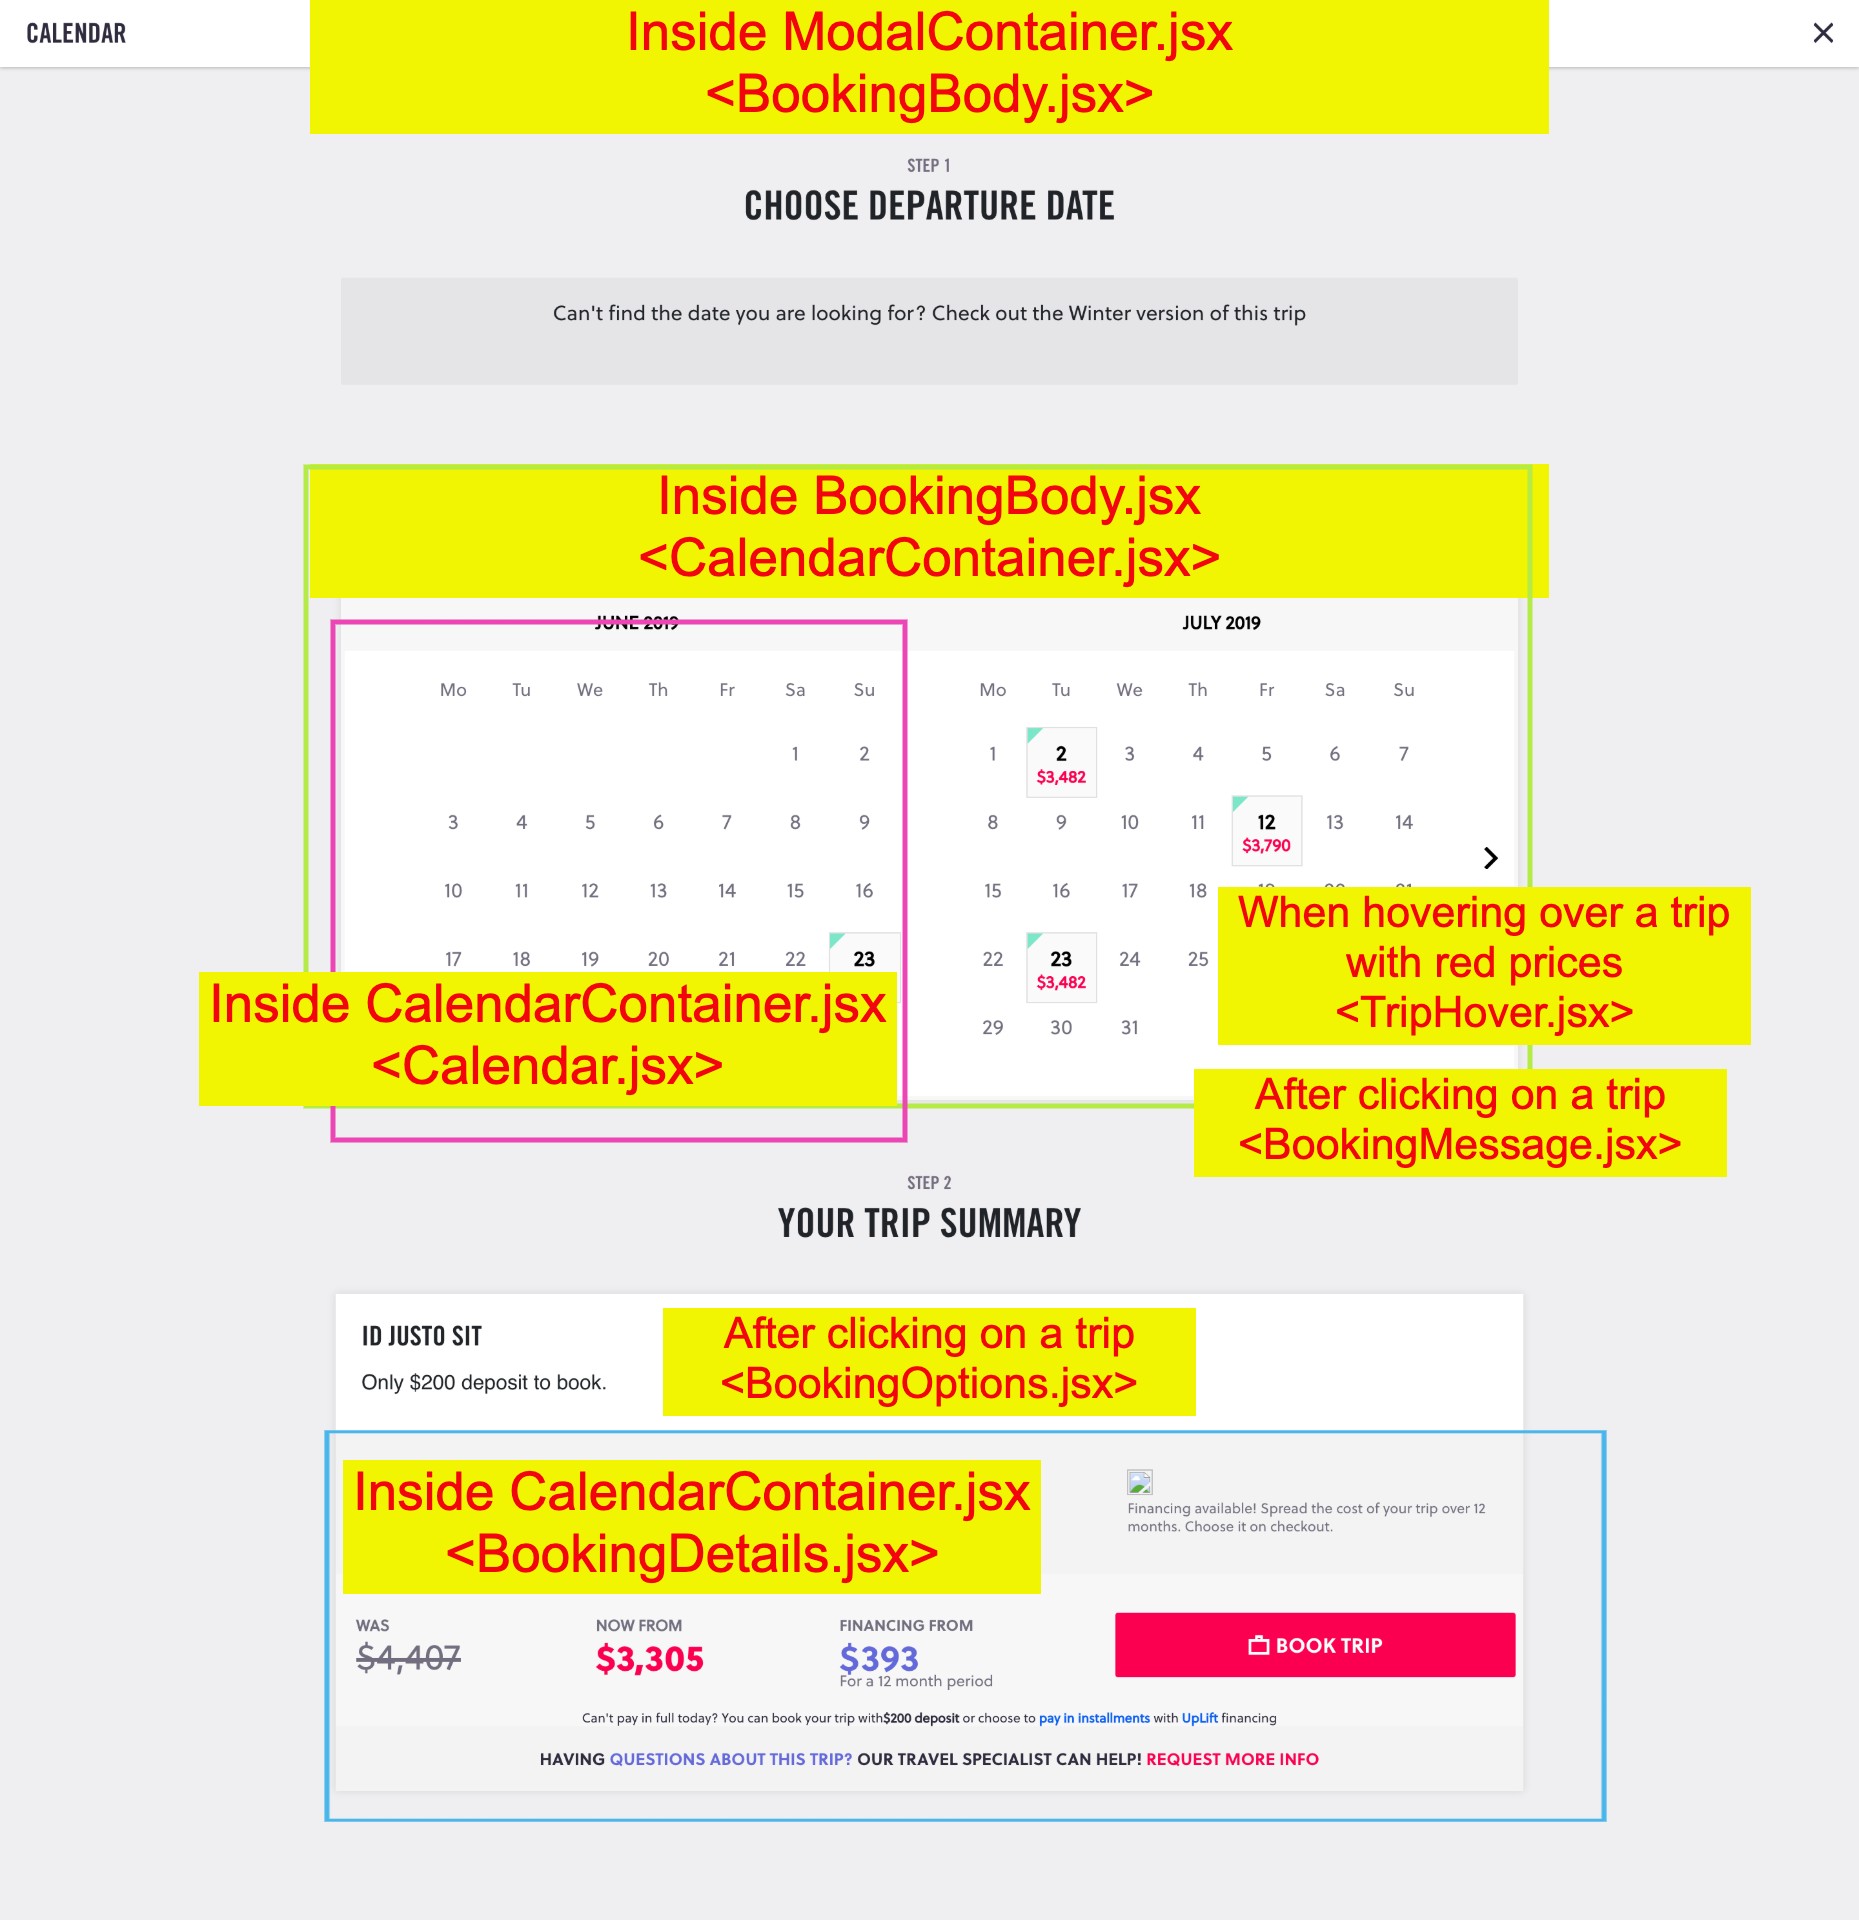 CALENDAR
Inside ModalContainer.jsx
<BookingBody.jsx>
STEP 1
CHOOSE DEPARTURE DATE
Can't find the date you are looking for? Check out the Winter version of this trip
Inside BookingBody.jsx
<CalendarContainer.jsx>
JUNE 2019
Mo Tu We Th Fr Sa Su
1 2
3 4 5 6 7 8 9
10 11 12 13 14 15 16
17 18 19 20 21 22 23
Inside CalendarContainer.jsx
<Calendar.jsx>
JULY 2019
Mo Tu We Th Fr Sa Su
1 2 3 4 5 6 7
$3,482
8 9 10 11 12 13 14
$3,790
15 16 17 18
22 23 24 25
$3,482
29 30 31
When hovering over a trip
with red prices
<TripHover.jsx>
After clicking on a trip
<BookingMessage.jsx>
STEP 2
YOUR TRIP SUMMARY
ID JUSTO SIT
Only $200 deposit to book.
After clicking on a trip
<BookingOptions.jsx>
Inside CalendarContainer.jsx
<BookingDetails.jsx>
Financing available! Spread the cost of your trip over 12
months. Choose it on checkout.
WAS
$4,407
NOW FROM
$3,305
FINANCING FROM
$393
For a 12 month period
BOOK TRIP
Can't pay in full today? You can book your trip with$200 deposit or choose to pay in installments with UpLift financing
HAVING QUESTIONS ABOUT THIS TRIP? OUR TRAVEL SPECIALIST CAN HELP! REQUEST MORE INFO